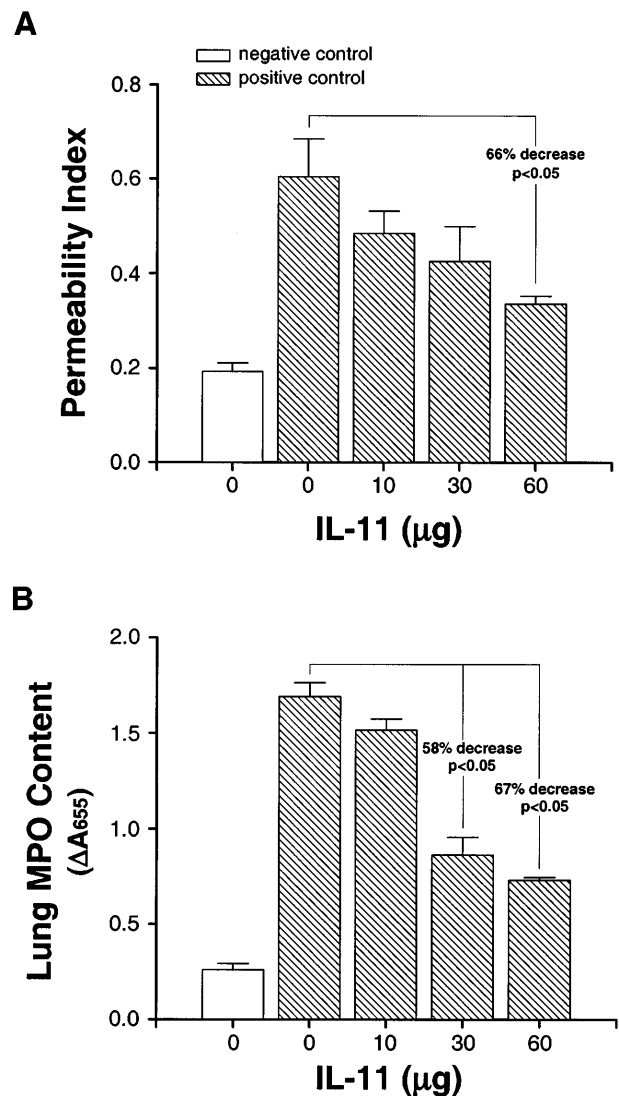 A
negative control
positive control
0.8
0.6
0.4
0.2
0.0
Permeability Index
66% decrease
p<0.05
0 0 10 30 60
IL-11 (μg)
B
2.0
1.5
1.0
0.5
0.0
Lung MPO Content
(ΔA655)
58% decrease
p<0.05
67% decrease
p<0.05
0 0 10 30 60
IL-11 (μg)